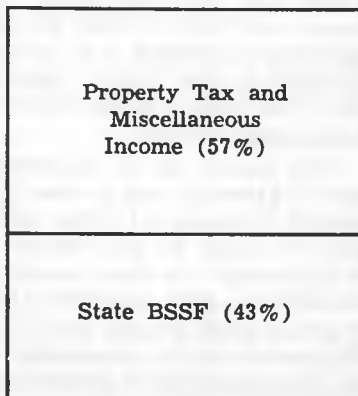 Property Tax and
Miscellaneous
Income (57%)
State BSSF (43%)